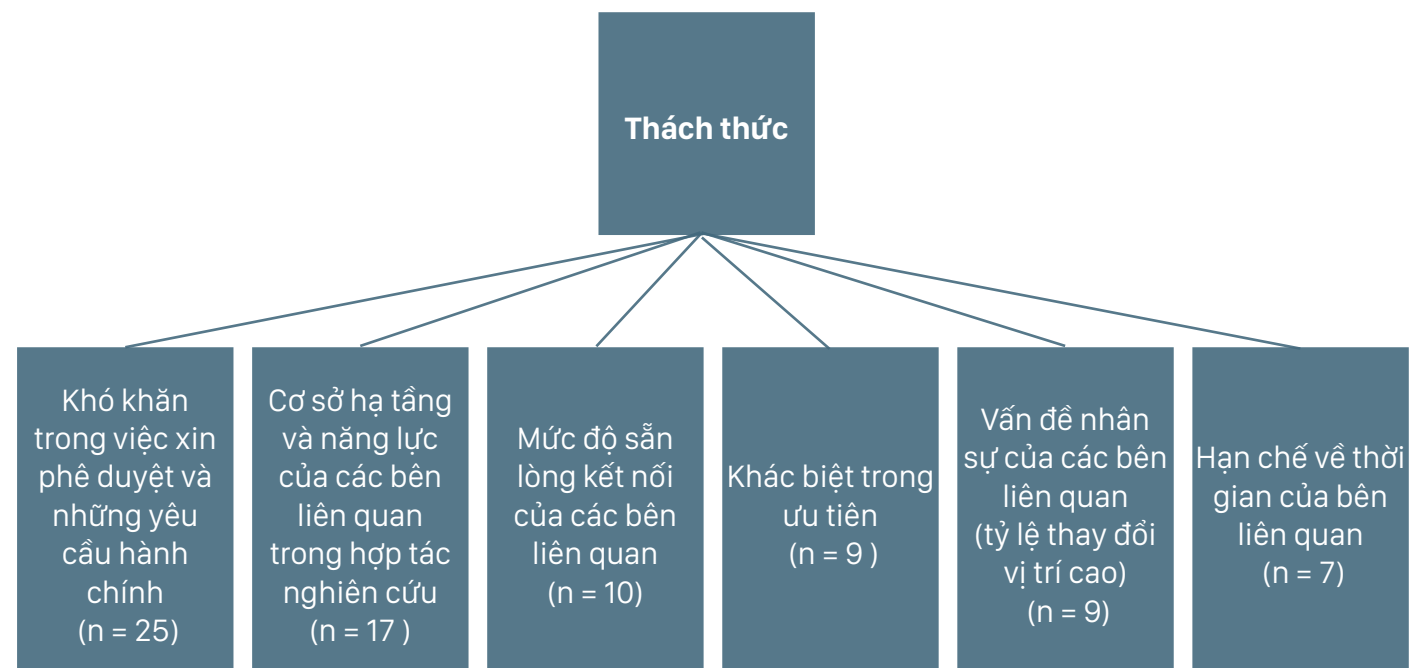 Thách thức
Khó khăn
trong việc xin
phê duyệt và
những yêu
cầu hành
chính
(n = 25)
Cơ sở hạ tầng
và năng lực
của các bên
liên quan
trong hợp tác
nghiên cứu
(n = 17 )
Mức độ sẵn
lòng kết nối
của các bên
liên quan
(n = 10)
Khác biệt trong
ưu tiên
(n = 9 )
Vấn đề nhân
sự của các bên
liên quan
(tỷ lệ thay đổi
vị trí cao)
(n = 9)
Hạn chế về thời
gian của bên
liên quan
(n = 7)